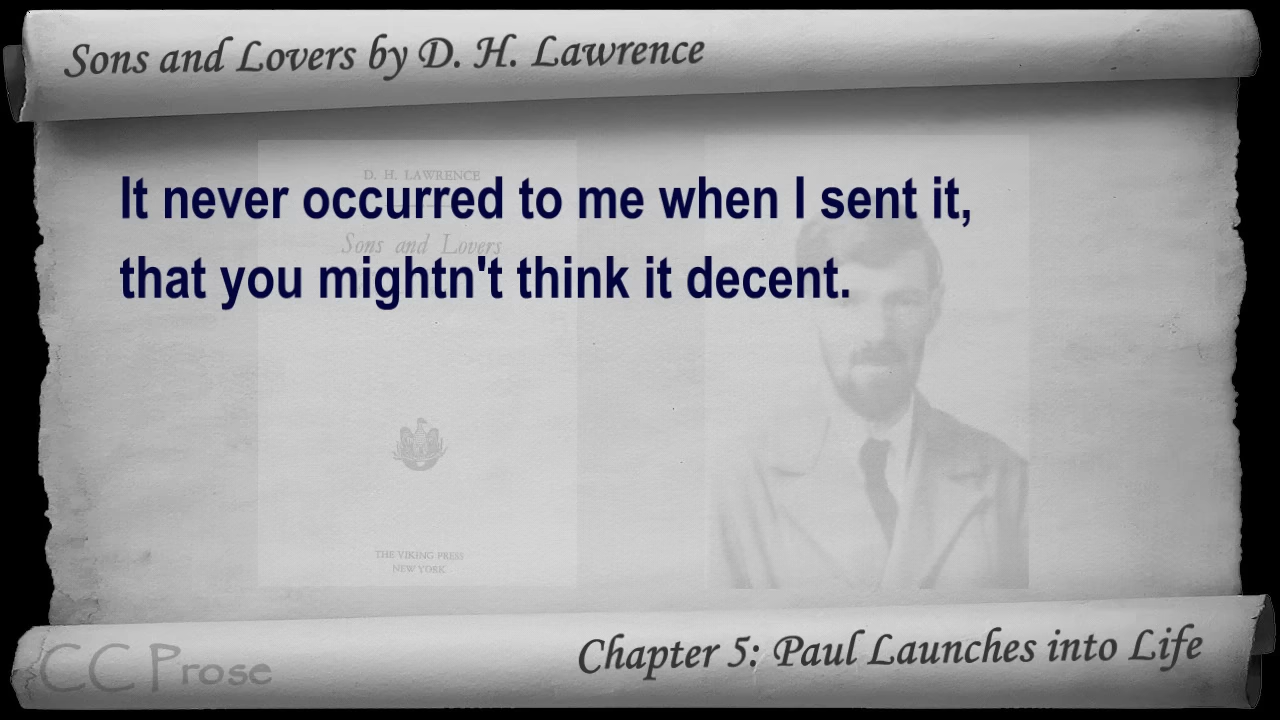 Sons and Lovers by D. H. Lawrence
D. H. LAWRENCE
It never occurred to me when I sent it,
Sons and Lovers
that you mightn't think it decent.
THE VIKING PRESS
NEW YORK
Chapter 5: Paul Launches into Life
CC Prose